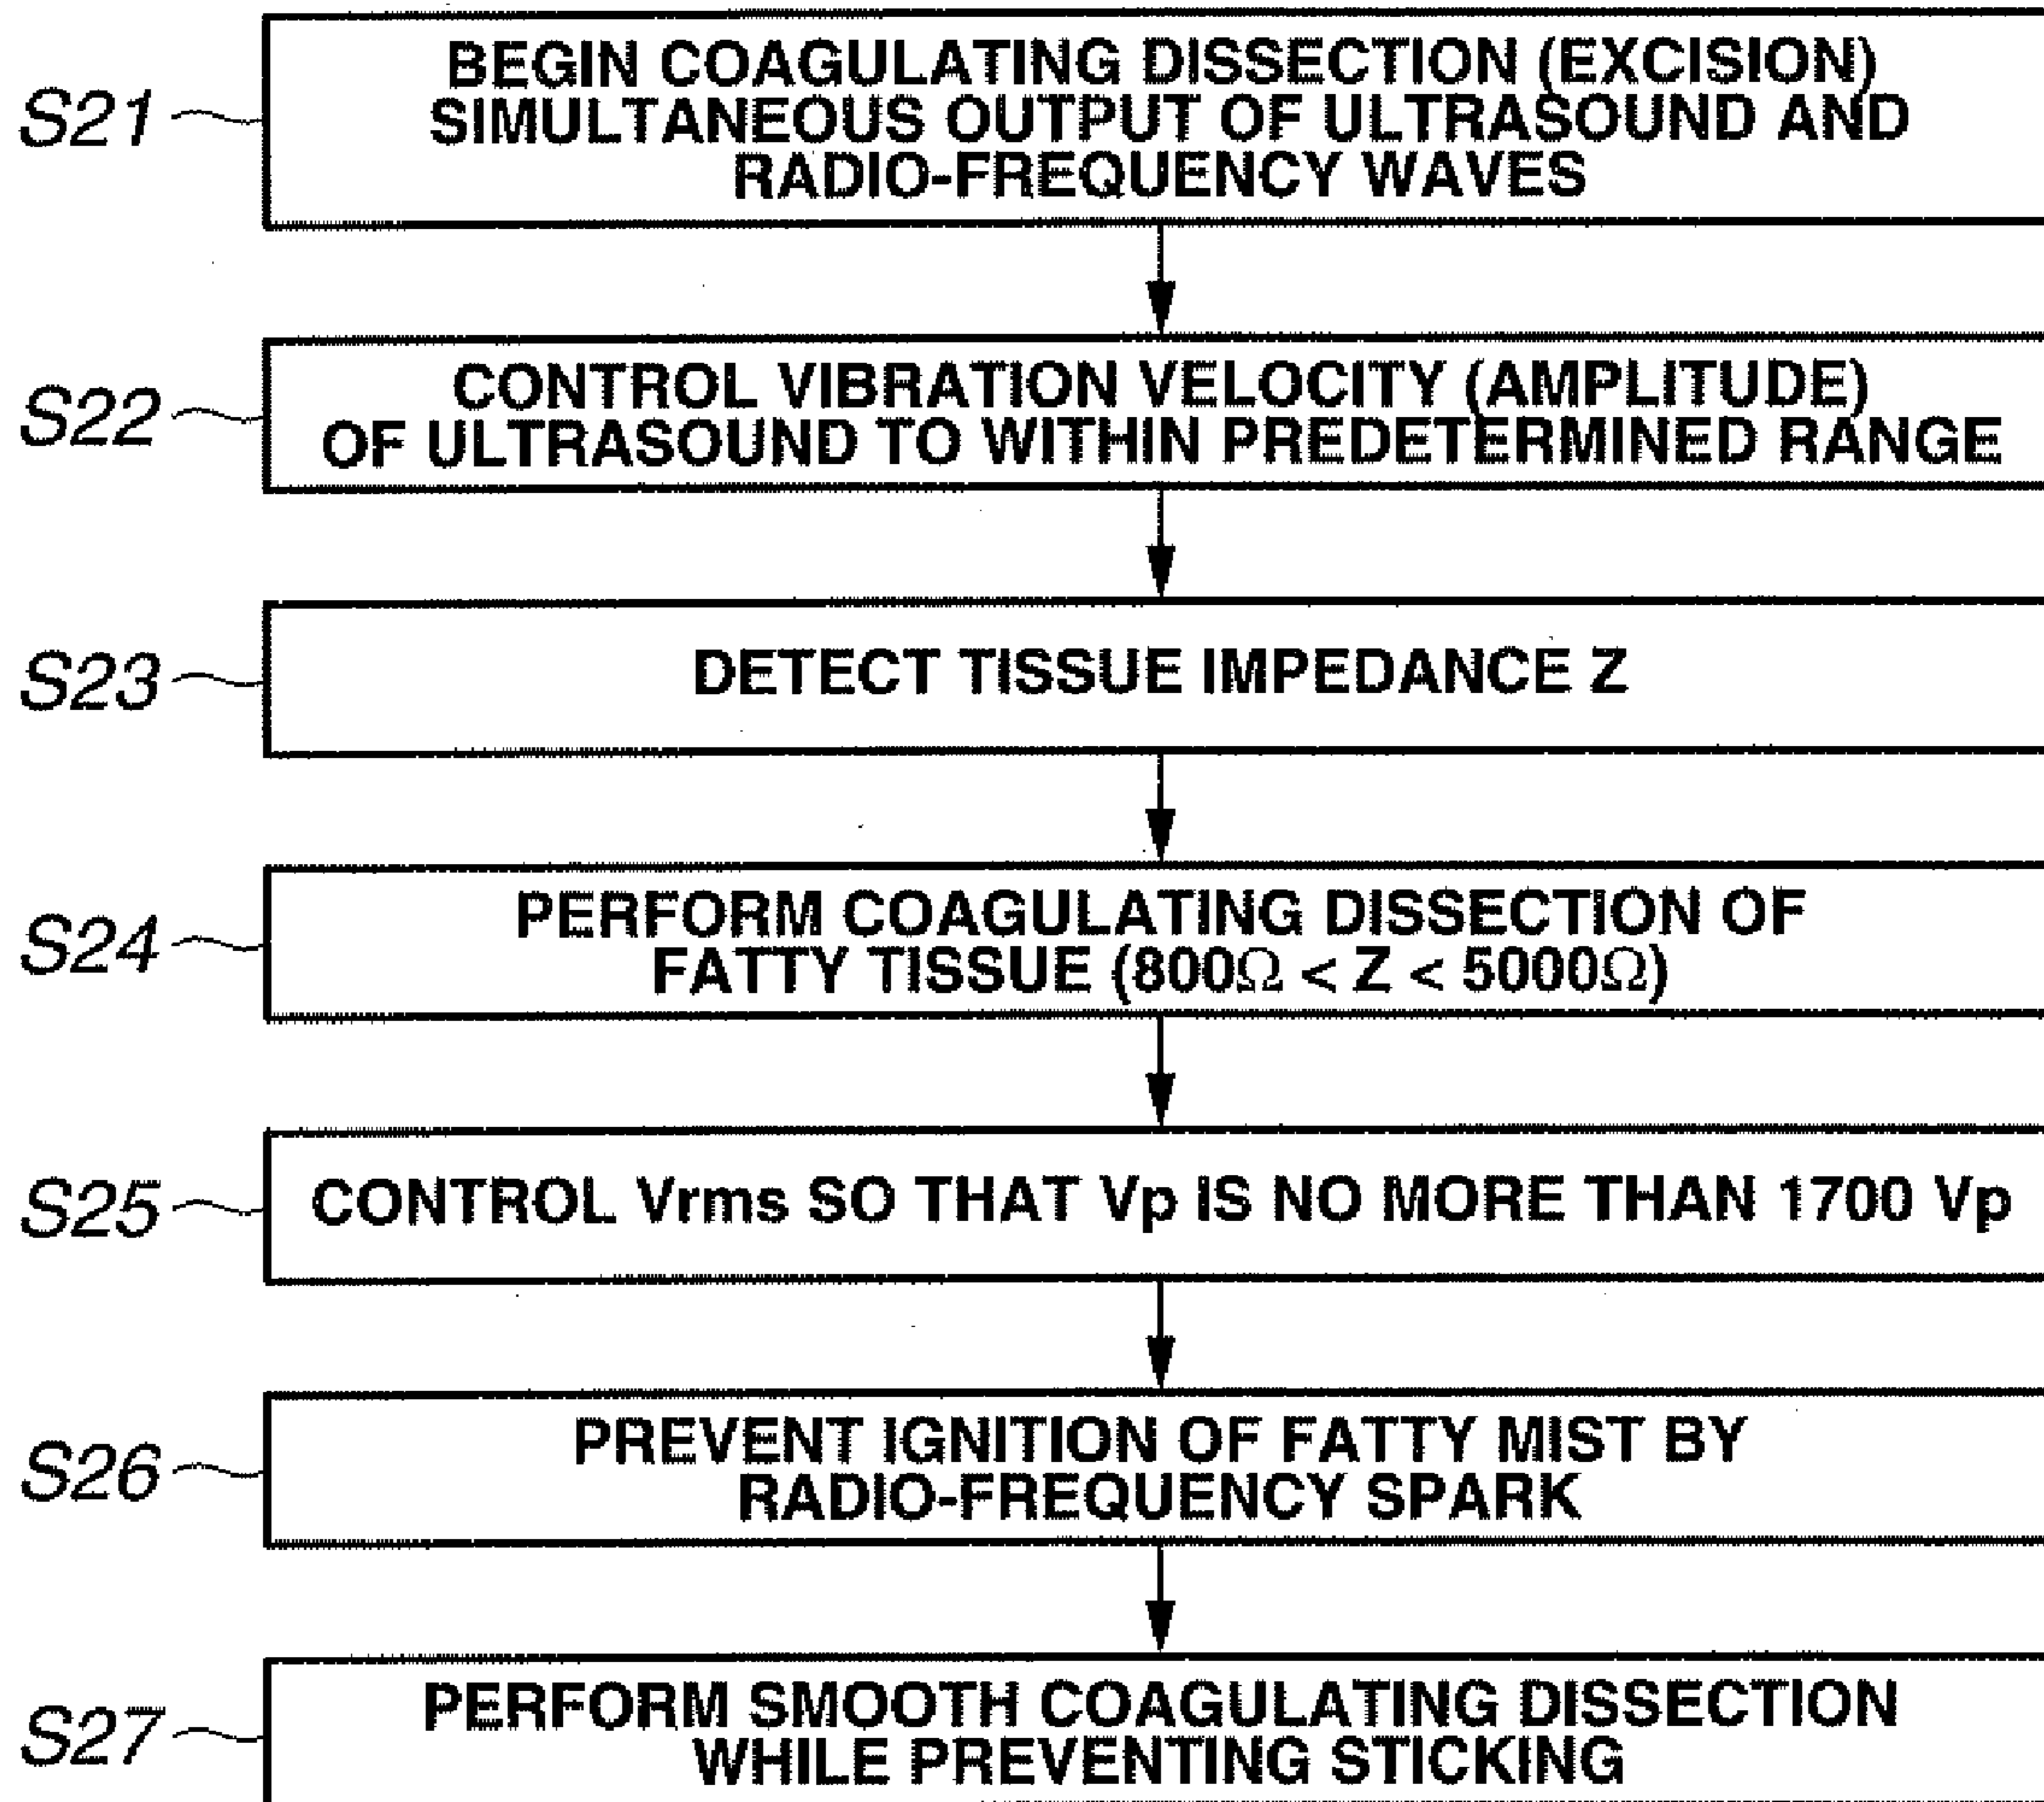 S21
BEGIN COAGULATING DISSECTION (EXCISION)
SIMULTANEOUS OUTPUT OF ULTRASOUND AND
RADIO-FREQUENCY WAVES
S22
CONTROL VIBRATION VELOCITY (AMPLITUDE)
OF ULTRASOUND TO WITHIN PREDETERMINED RANGE
S23
DETECT TISSUE IMPEDANCE Z
S24
PERFORM COAGULATING DISSECTION OF
FATTY TISSUE (800Ω < Z < 5000Ω)
S25
CONTROL Vrms SO THAT Vp IS NO MORE THAN 1700 Vp
S26
PREVENT IGNITION OF FATTY MIST BY
RADIO-FREQUENCY SPARK
S27
PERFORM SMOOTH COAGULATING DISSECTION
WHILE PREVENTING STICKING